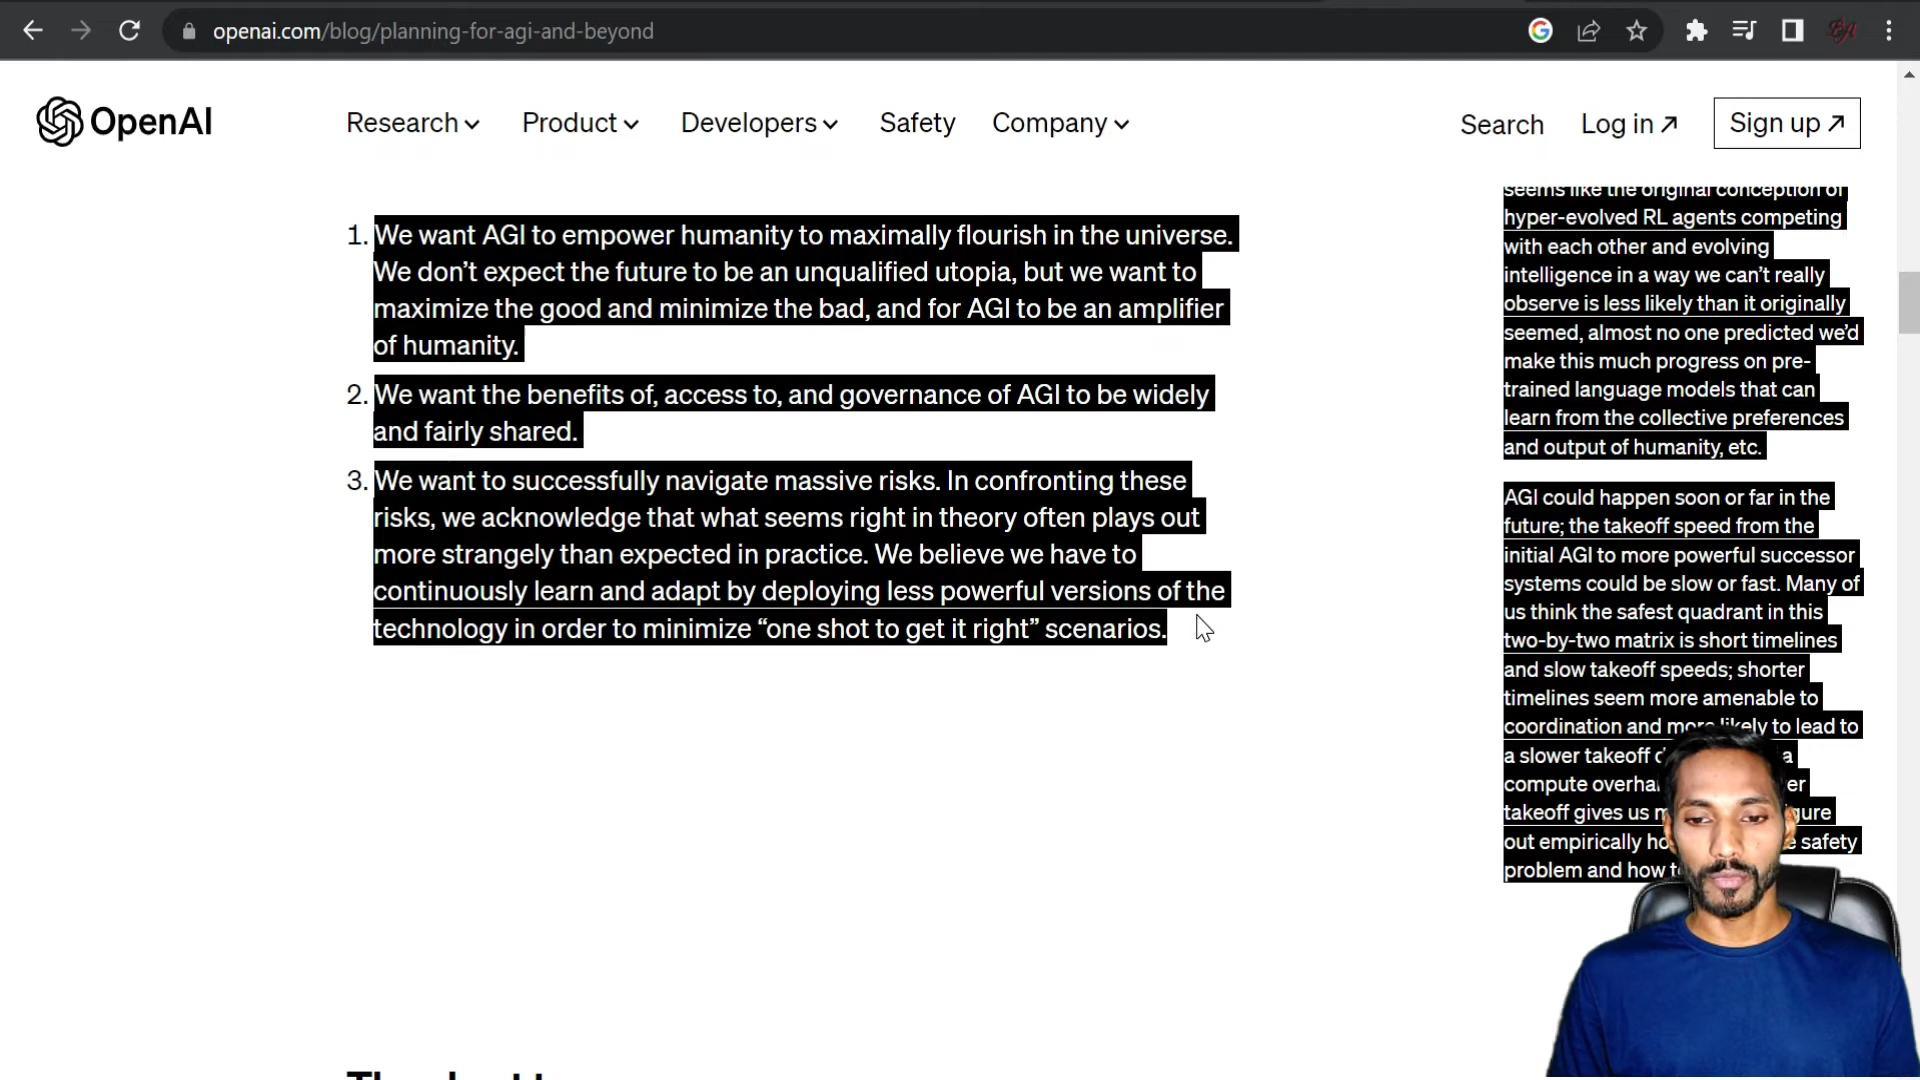 openai.com/blog/planning-for-agi-and-beyond
OpenAI
Research
Product
Developers
Safety
Company
Search
Log in
Sign up
1. We want AGI to empower humanity to maximally flourish in the universe.
We don’t expect the future to be an unqualified utopia, but we want to
maximize the good and minimize the bad, and for AGI to be an amplifier
of humanity.
2. We want the benefits of, access to, and governance of AGI to be widely
and fairly shared.
3. We want to successfully navigate massive risks. In confronting these
risks, we acknowledge that what seems right in theory often plays out
more strangely than expected in practice. We believe we have to
continuously learn and adapt by deploying less powerful versions of the
technology in order to minimize “one shot to get it right” scenarios.
seems like the original conception of
hyper-evolved RL agents competing
with each other and evolving
intelligence in a way we can’t really
observe is less likely than it originally
seemed, almost no one predicted we’d
make this much progress on pre-
trained language models that can
learn from the collective preferences
and output of humanity, etc.
AGI could happen soon or far in the
future; the takeoff speed from the
initial AGI to more powerful successor
systems could be slow or fast. Many of
us think the safest quadrant in this
two-by-two matrix is short timelines
and slow takeoff speeds; shorter
timelines seem more amenable to
coordination and more likely to lead to
a slower takeoff a
compute
takeoff gives us
out empirically safety
problem and how